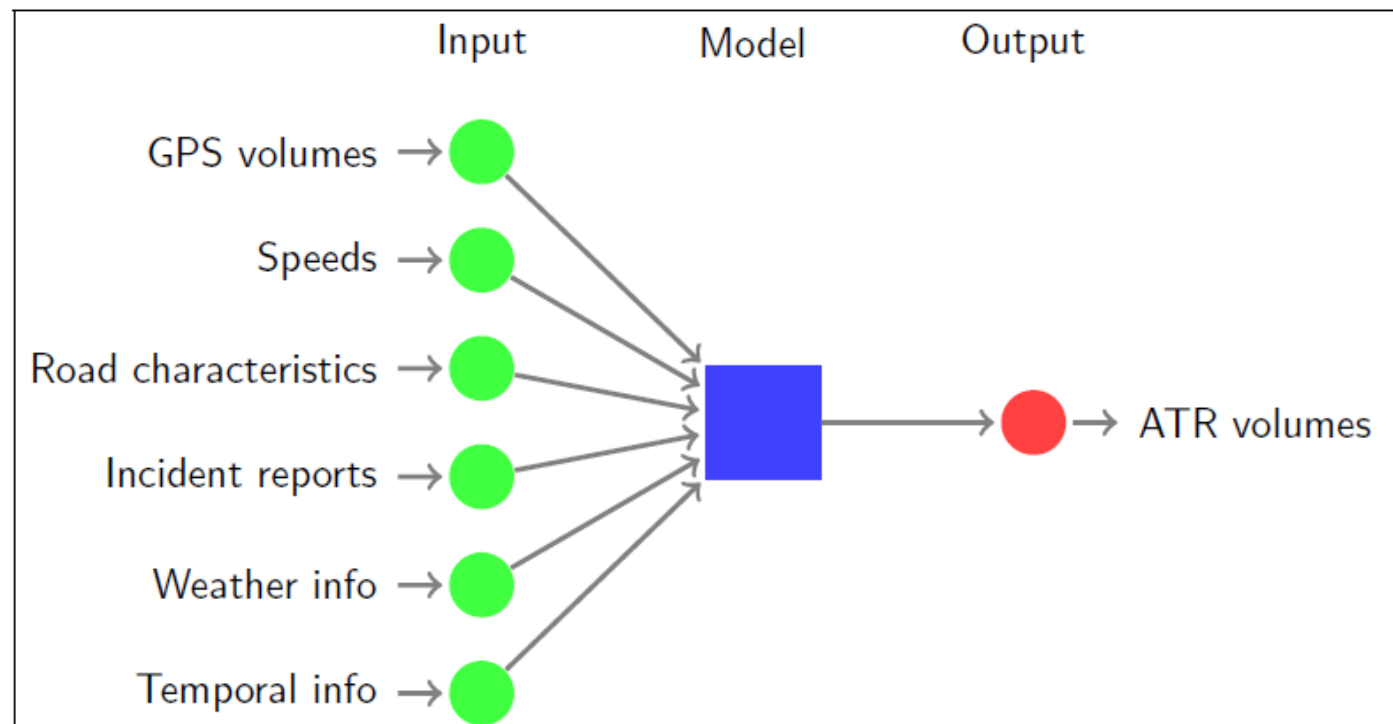 Input Model Output
GPS volumes
Speeds
Road characteristics
Incident reports
Weather info
Temporal info
ATR volumes